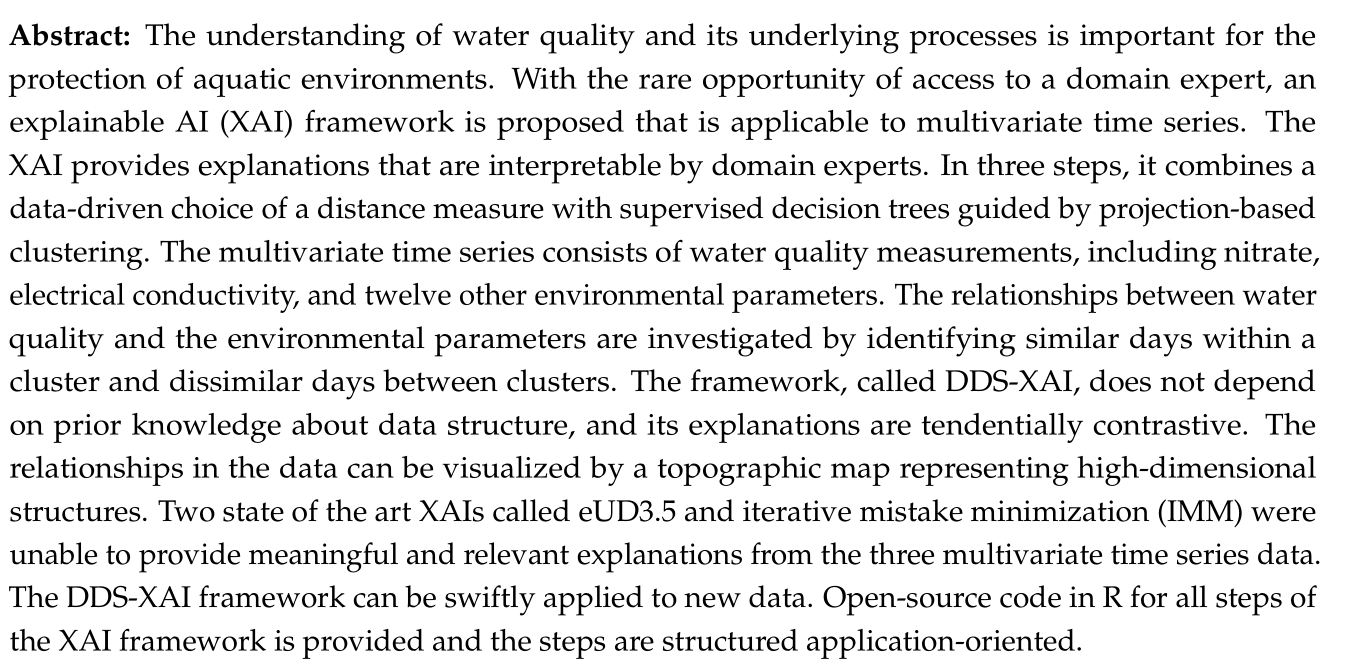 Abstract: The understanding of water quality and its underlying processes is important for the
protection of aquatic environments. With the rare opportunity of access to a domain expert, an
explainable AI (XAI) framework is proposed that is applicable to multivariate time series. The
XAI provides explanations that are interpretable by domain experts. In three steps, it combines a
data-driven choice of a distance measure with supervised decision trees guided by projection-based
clustering. The multivariate time series consists of water quality measurements, including nitrate,
electrical conductivity, and twelve other environmental parameters. The relationships between water
quality and the environmental parameters are investigated by identifying similar days within a
cluster and dissimilar days between clusters. The framework, called DDS-XAI, does not depend
on prior knowledge about data structure, and its explanations are tendentially contrastive. The
relationships in the data can be visualized by a topographic map representing high-dimensional
structures. Two state of the art XAIs called eUD3.5 and iterative mistake minimization (IMM) were
unable to provide meaningful and relevant explanations from the three multivariate time series data.
The DDS-XAI framework can be swiftly applied to new data. Open-source code in R for all steps of
the XAI framework is provided and the steps are structured application-oriented.